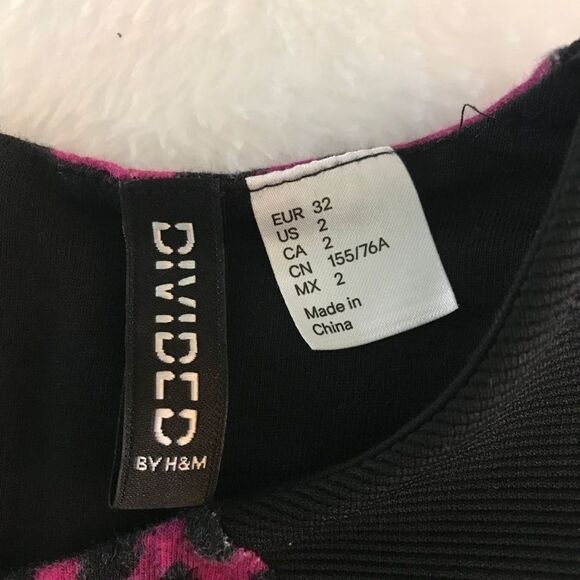 DIVIDED
BY H&M
EUR 32
US 2
CA 2
CN 155/76A
MX 2
Made in
China